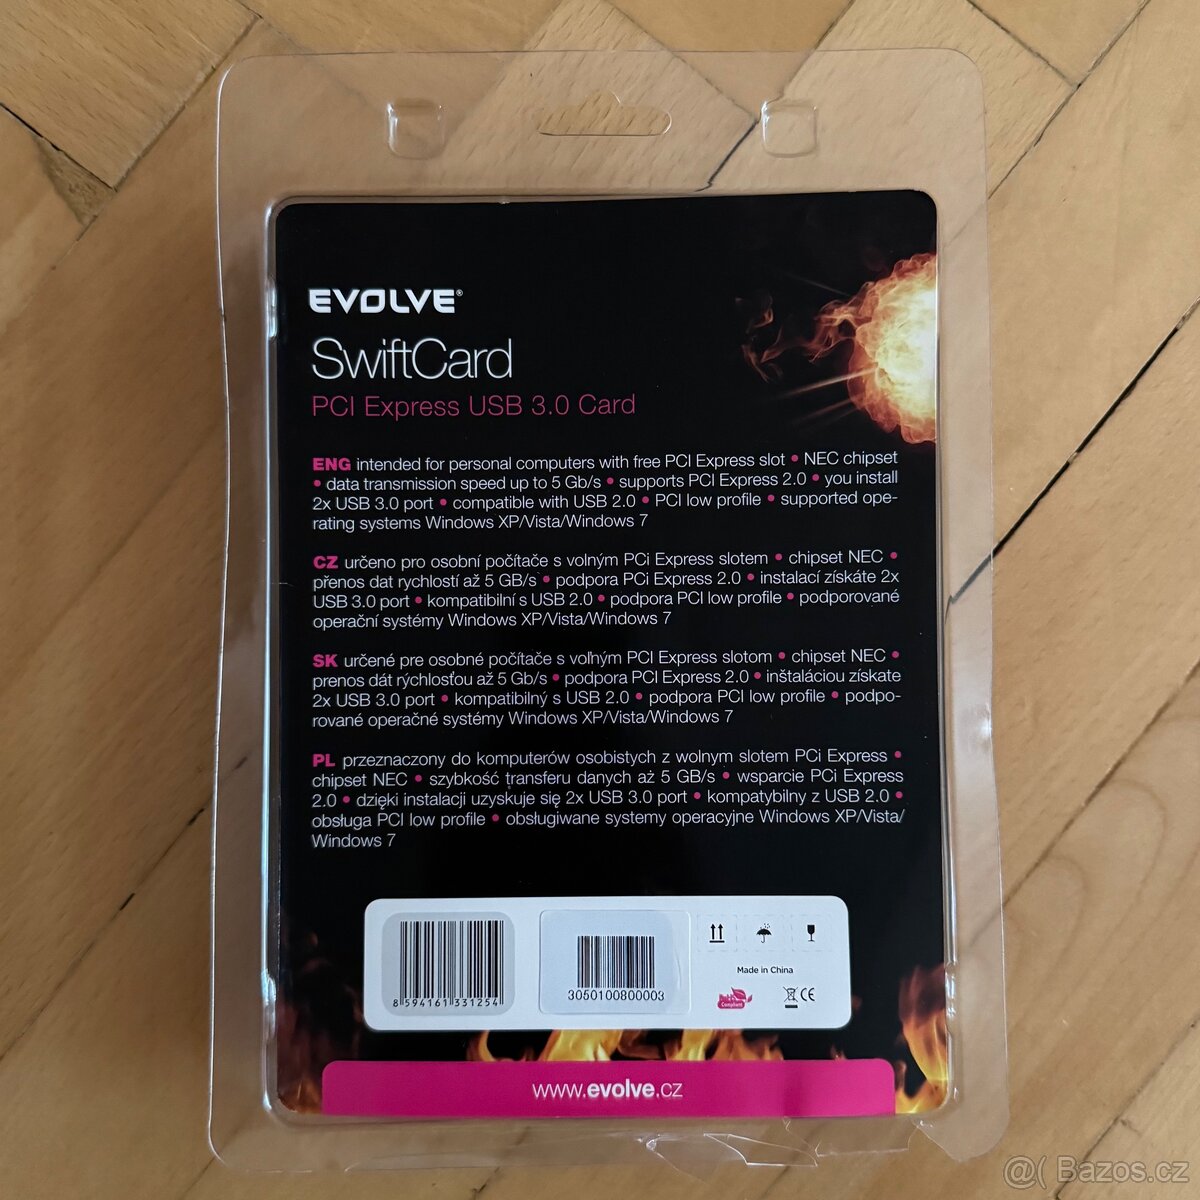 EVOLVE®
SwiftCard
PCI Express USB 3.0 Card
ENG intended for personal computers with free PCI Express slot • NEC chipset
• data transmission speed up to 5 Gb/s • supports PCI Express 2.0 • you install
2x USB 3.0 port • compatible with USB 2.0 • PCI low profile • supported ope-
rating systems Windows XP/Vista/Windows 7
CZ určeno pro osobní počítače s volným PCi Express slotem • chipset NEC •
přenos dat rychlostí až 5 GB/s • podpora PCi Express 2.0 • instalací získáte 2x
USB 3.0 port • kompatibilní s USB 2.0 • podpora PCI low profile • podporované
operační systémy Windows XP/Vista/Windows 7
SK určené pre osobné počítače s voľným PCI Express slotom • chipset NEC •
prenos dát rýchlosťou až 5 Gb/s • podpora PCI Express 2.0 • inštaláciou získate
2x USB 3.0 port • kompatibilný s USB 2.0 • podpora PCI low profile • podpo-
rované operačné systémy Windows XP/Vista/Windows 7
PL przeznaczony do komputerów osobistych z wolnym slotem PCi Express •
chipset NEC • szybkość transferu danych aż 5 GB/s • wsparcie PCi Express
2.0 • dzięki instalacji uzyskuje się 2x USB 3.0 port • kompatybilny z USB 2.0 •
obsługa PCI low profile • obsługiwane systemy operacyjne Windows XP/Vista/
Windows 7
8 594161 331254
3050100800003
Made in China
Compliant
CE
www.evolve.cz
@( Bazos.cz